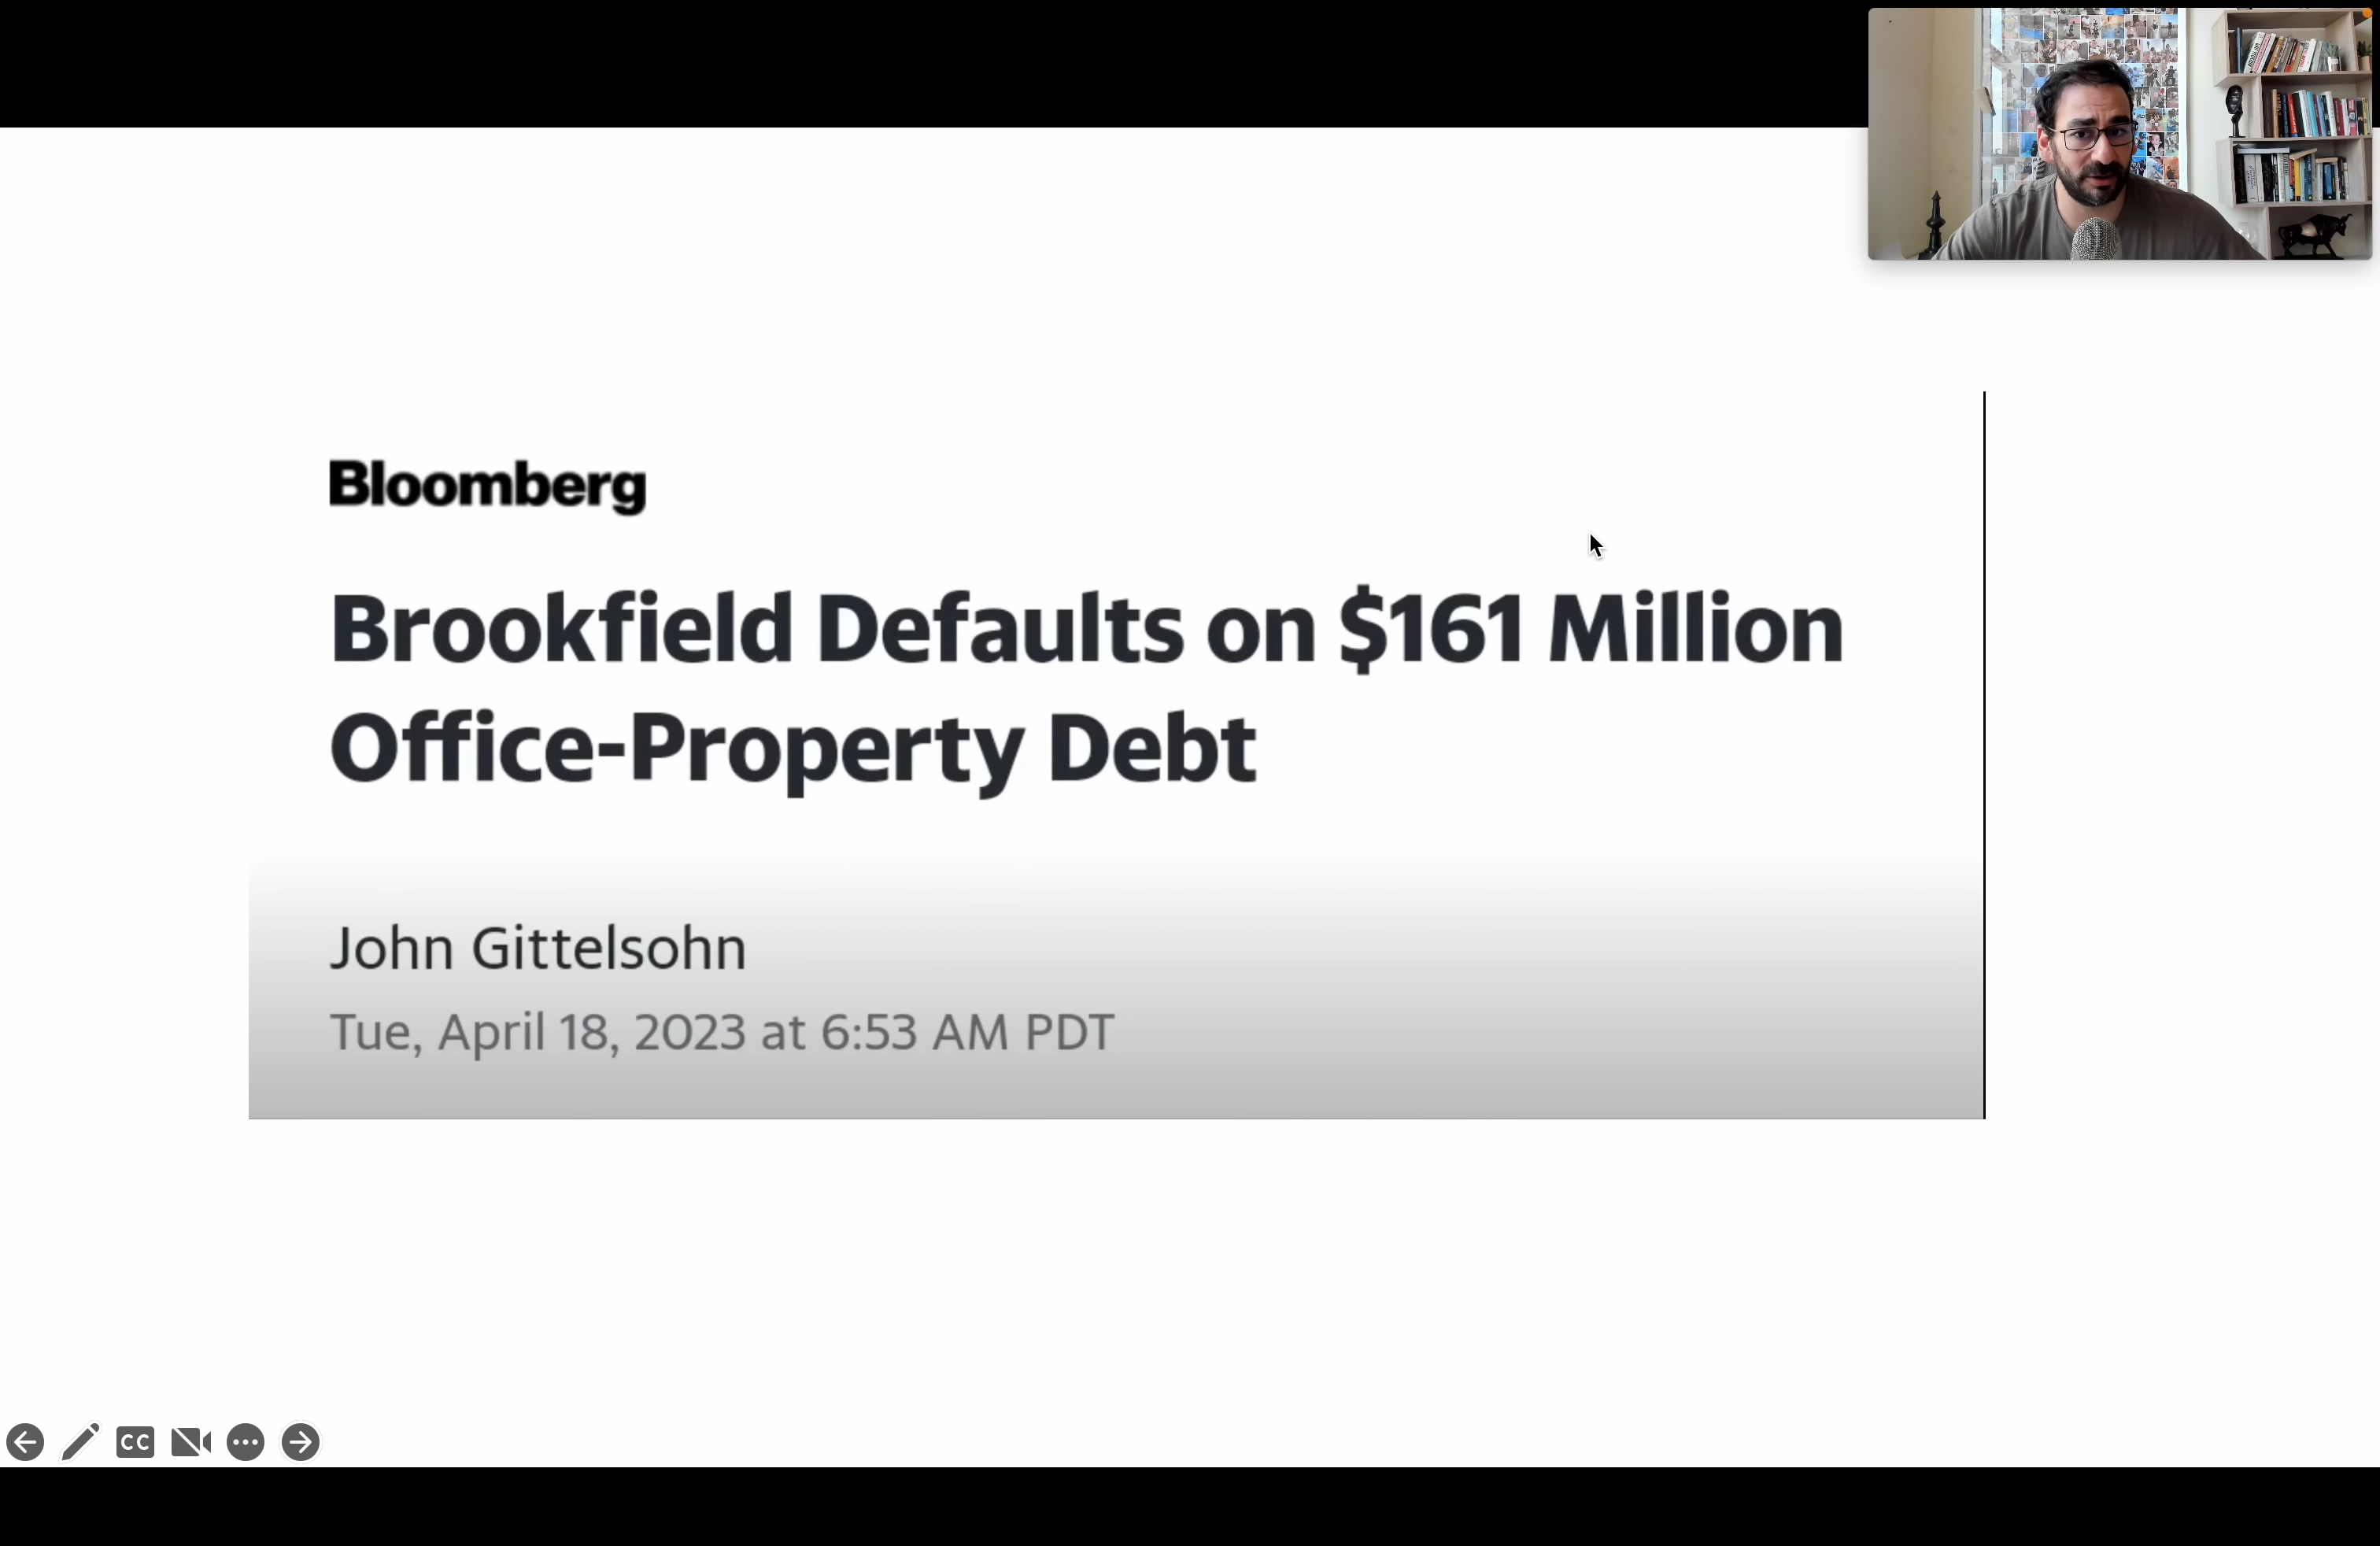 Bloomberg
Brookfield Defaults on $161 Million
Office-Property Debt
John Gittelsohn
Tue, April 18, 2023 at 6:53 AM PDT
CC